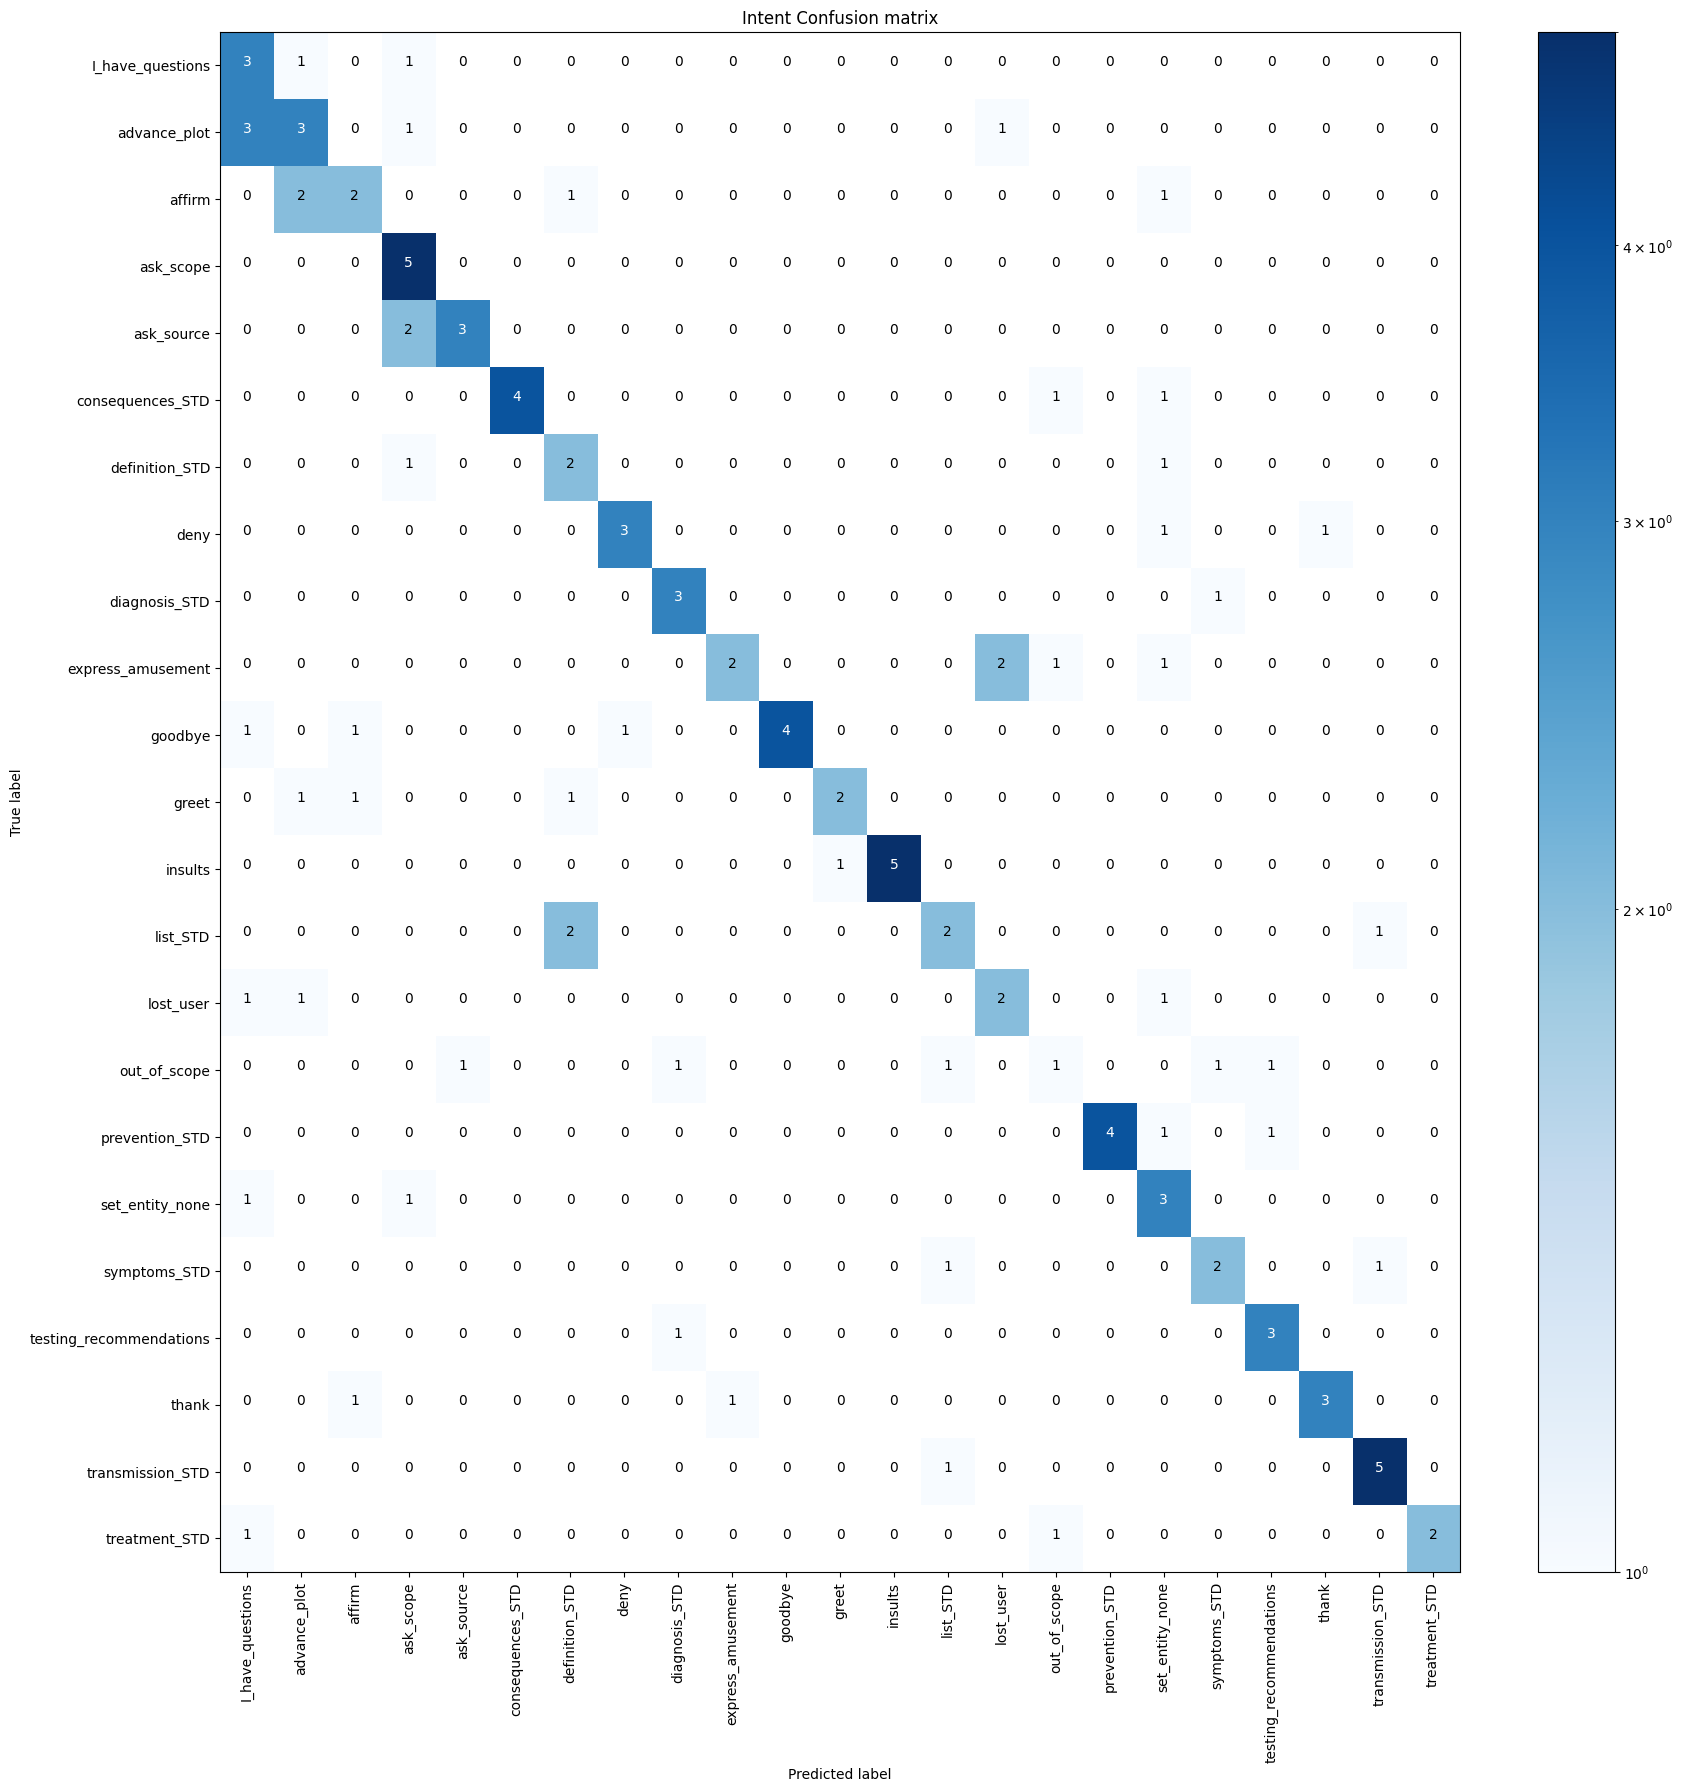 Intent Confusion matrix
I_have_questions 3 1 0 1 0 0 0 0 0 0 0 0 0 0 0 0 0 0 0 0 0 0 0
advance_plot 3 3 0 1 0 0 0 0 0 0 0 0 0 0 1 0 0 0 0 0 0 0 0
affirm 0 2 2 0 0 0 1 0 0 0 0 0 0 0 0 0 0 1 0 0 0 0 0
ask_scope 0 0 0 5 0 0 0 0 0 0 0 0 0 0 0 0 0 0 0 0 0 0 0
ask_source 0 0 0 2 3 0 0 0 0 0 0 0 0 0 0 0 0 0 0 0 0 0 0
consequences_STD 0 0 0 0 0 4 0 0 0 0 0 0 0 0 0 1 0 1 0 0 0 0 0
definition_STD 0 0 0 1 0 0 2 0 0 0 0 0 0 0 0 0 0 1 0 0 0 0 0
deny 0 0 0 0 0 0 0 3 0 0 0 0 0 0 0 0 0 1 0 0 1 0 0
diagnosis_STD 0 0 0 0 0 0 0 0 3 0 0 0 0 0 0 0 0 0 1 0 0 0 0
express_amusement 0 0 0 0 0 0 0 0 0 2 0 0 0 0 2 1 0 1 0 0 0 0 0
goodbye 1 0 1 0 0 0 0 1 0 0 4 0 0 0 0 0 0 0 0 0 0 0 0
greet 0 1 1 0 0 0 1 0 0 0 0 2 0 0 0 0 0 0 0 0 0 0 0
insults 0 0 0 0 0 0 0 0 0 0 0 1 5 0 0 0 0 0 0 0 0 0 0
list_STD 0 0 0 0 0 0 2 0 0 0 0 0 0 2 0 0 0 0 0 0 0 1 0
lost_user 1 1 0 0 0 0 0 0 0 0 0 0 0 0 2 0 0 1 0 0 0 0 0
out_of_scope 0 0 0 0 1 0 0 0 1 0 0 0 0 1 0 1 0 0 1 1 0 0 0
prevention_STD 0 0 0 0 0 0 0 0 0 0 0 0 0 0 0 0 4 1 0 1 0 0 0
set_entity_none 1 0 0 1 0 0 0 0 0 0 0 0 0 0 0 0 0 3 0 0 0 0 0
symptoms_STD 0 0 0 0 0 0 0 0 0 0 0 0 0 1 0 0 0 0 2 0 0 1 0
testing_recommendations 0 0 0 0 0 0 0 0 1 0 0 0 0 0 0 0 0 0 0 3 0 0 0
thank 0 0 1 0 0 0 0 0 0 1 0 0 0 0 0 0 0 0 0 0 3 0 0
transmission_STD 0 0 0 0 0 0 0 0 0 0 0 0 0 1 0 0 0 0 0 0 0 5 0
treatment_STD 1 0 0 0 0 0 0 0 0 0 0 0 0 0 0 1 0 0 0 0 0 0 2
True label
I_have_questions
advance_plot
affirm
ask_scope
ask_source
consequences_STD
definition_STD
deny
diagnosis_STD
express_amusement
goodbye
greet
insults
list_STD
lost_user
out_of_scope
prevention_STD
set_entity_none
symptoms_STD
testing_recommendations
thank
transmission_STD
treatment_STD
Predicted label
4 × 10⁰
3 × 10⁰
2 × 10⁰
10⁰